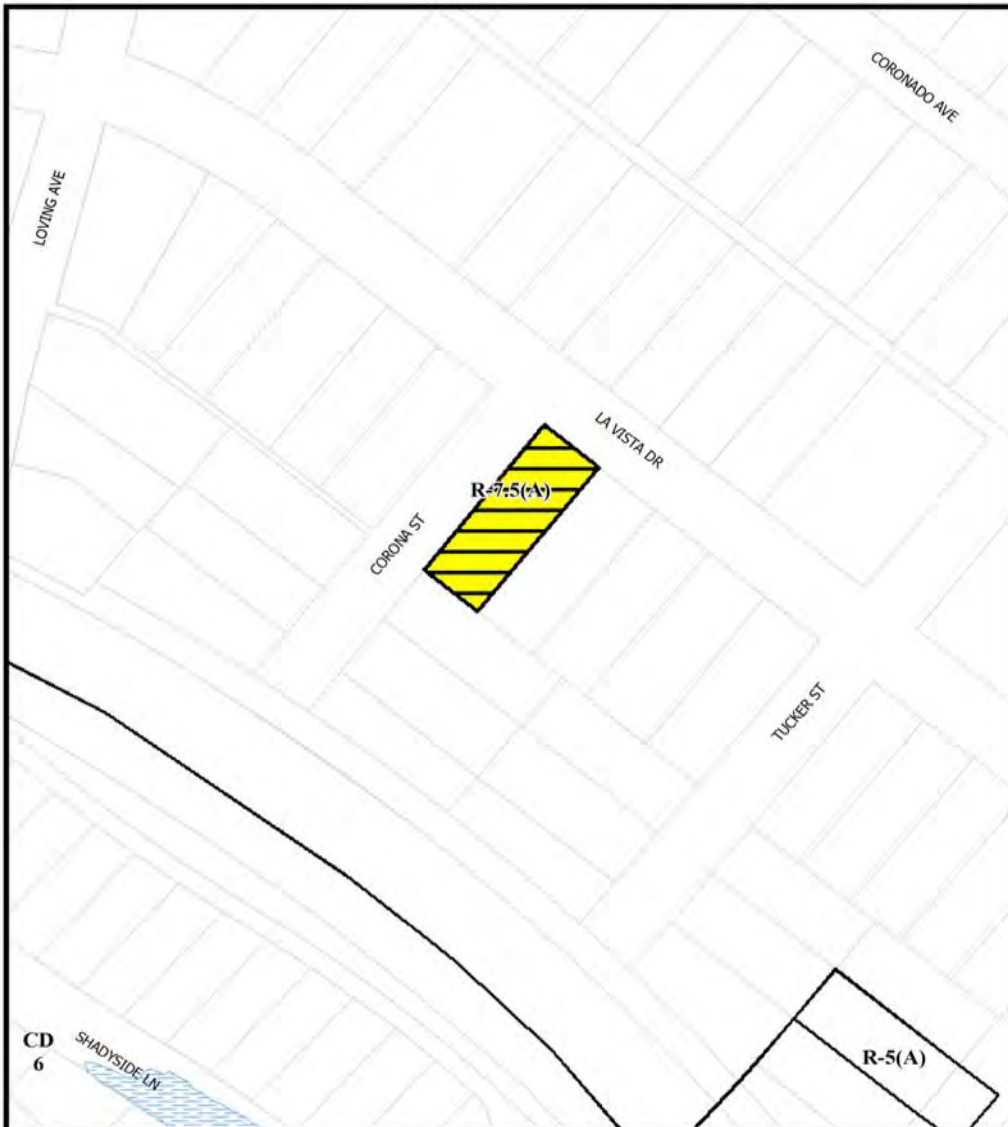 CORONADO AVE
LOVING AVE
LA VISTA DR
R-7.5(A)
CORONA ST
TUCKER ST
CD
6
SHADYSIDE LN
R-5(A)